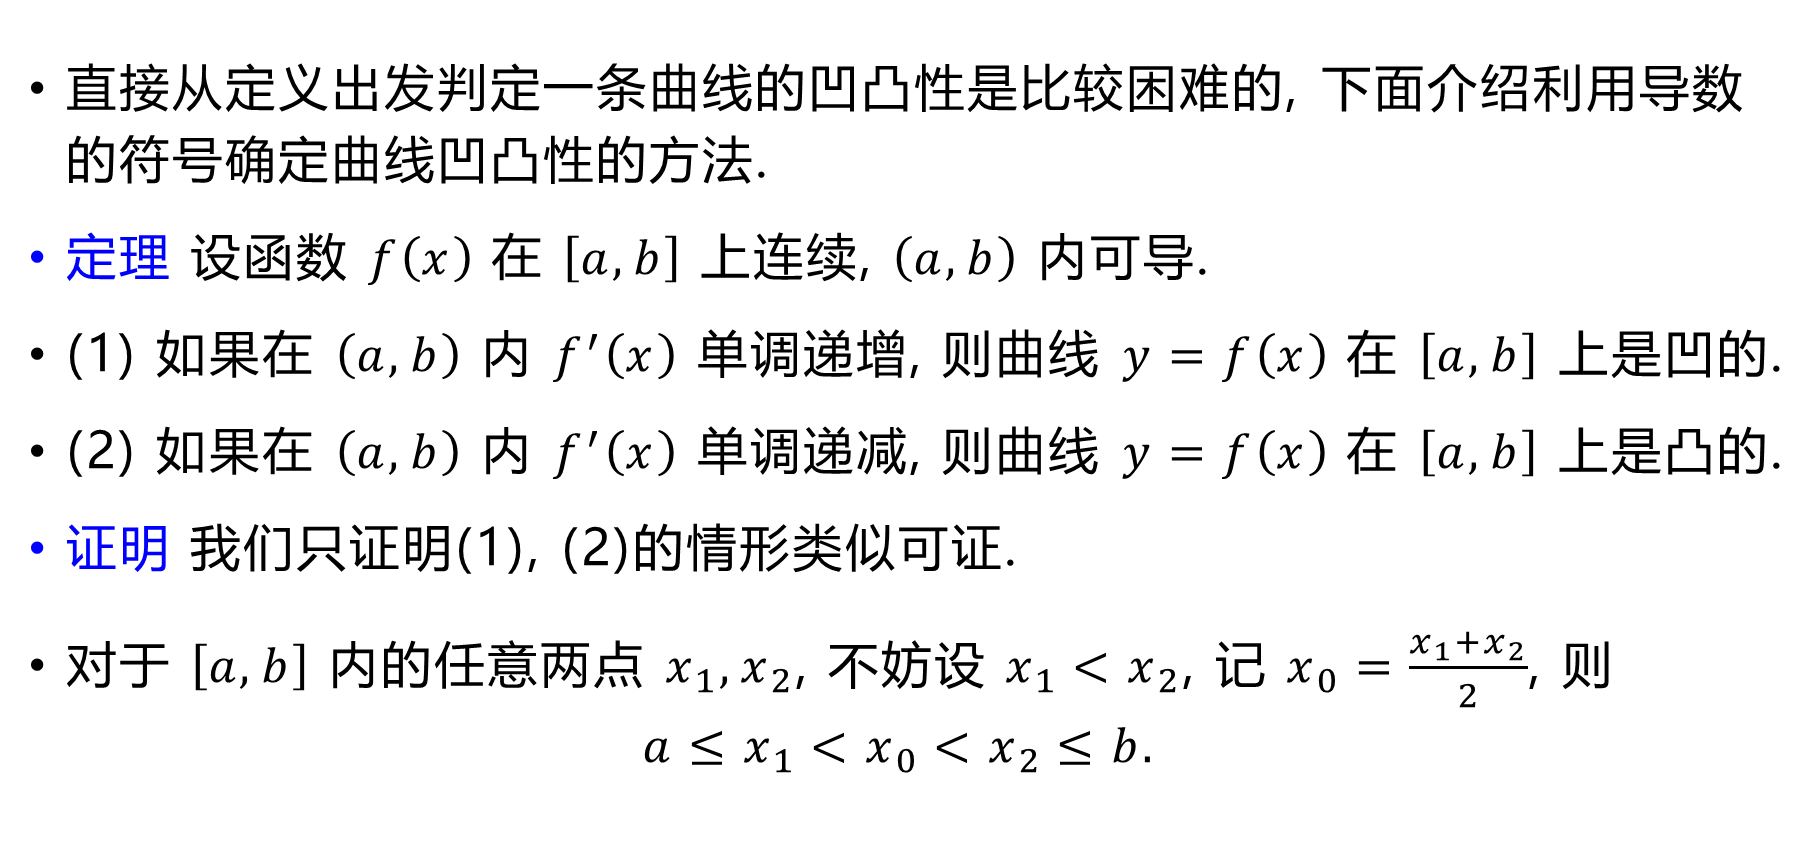 • 直接从定义出发判定一条曲线的凹凸性是比较困难的, 下面介绍利用导数
的符号确定曲线凹凸性的方法.
• 定理 设函数 f(x) 在 [a, b] 上连续, (a, b) 内可导.
• (1) 如果在 (a, b) 内 f′(x) 单调递增, 则曲线 y = f(x) 在 [a, b] 上是凹的.
• (2) 如果在 (a, b) 内 f′(x) 单调递减, 则曲线 y = f(x) 在 [a, b] 上是凸的.
• 证明 我们只证明(1), (2)的情形类似可证.
• 对于 [a, b] 内的任意两点 x₁, x₂, 不妨设 x₁ < x₂, 记 x₀ = (x₁+x₂)/2, 则
a ≤ x₁ < x₀ < x₂ ≤ b.